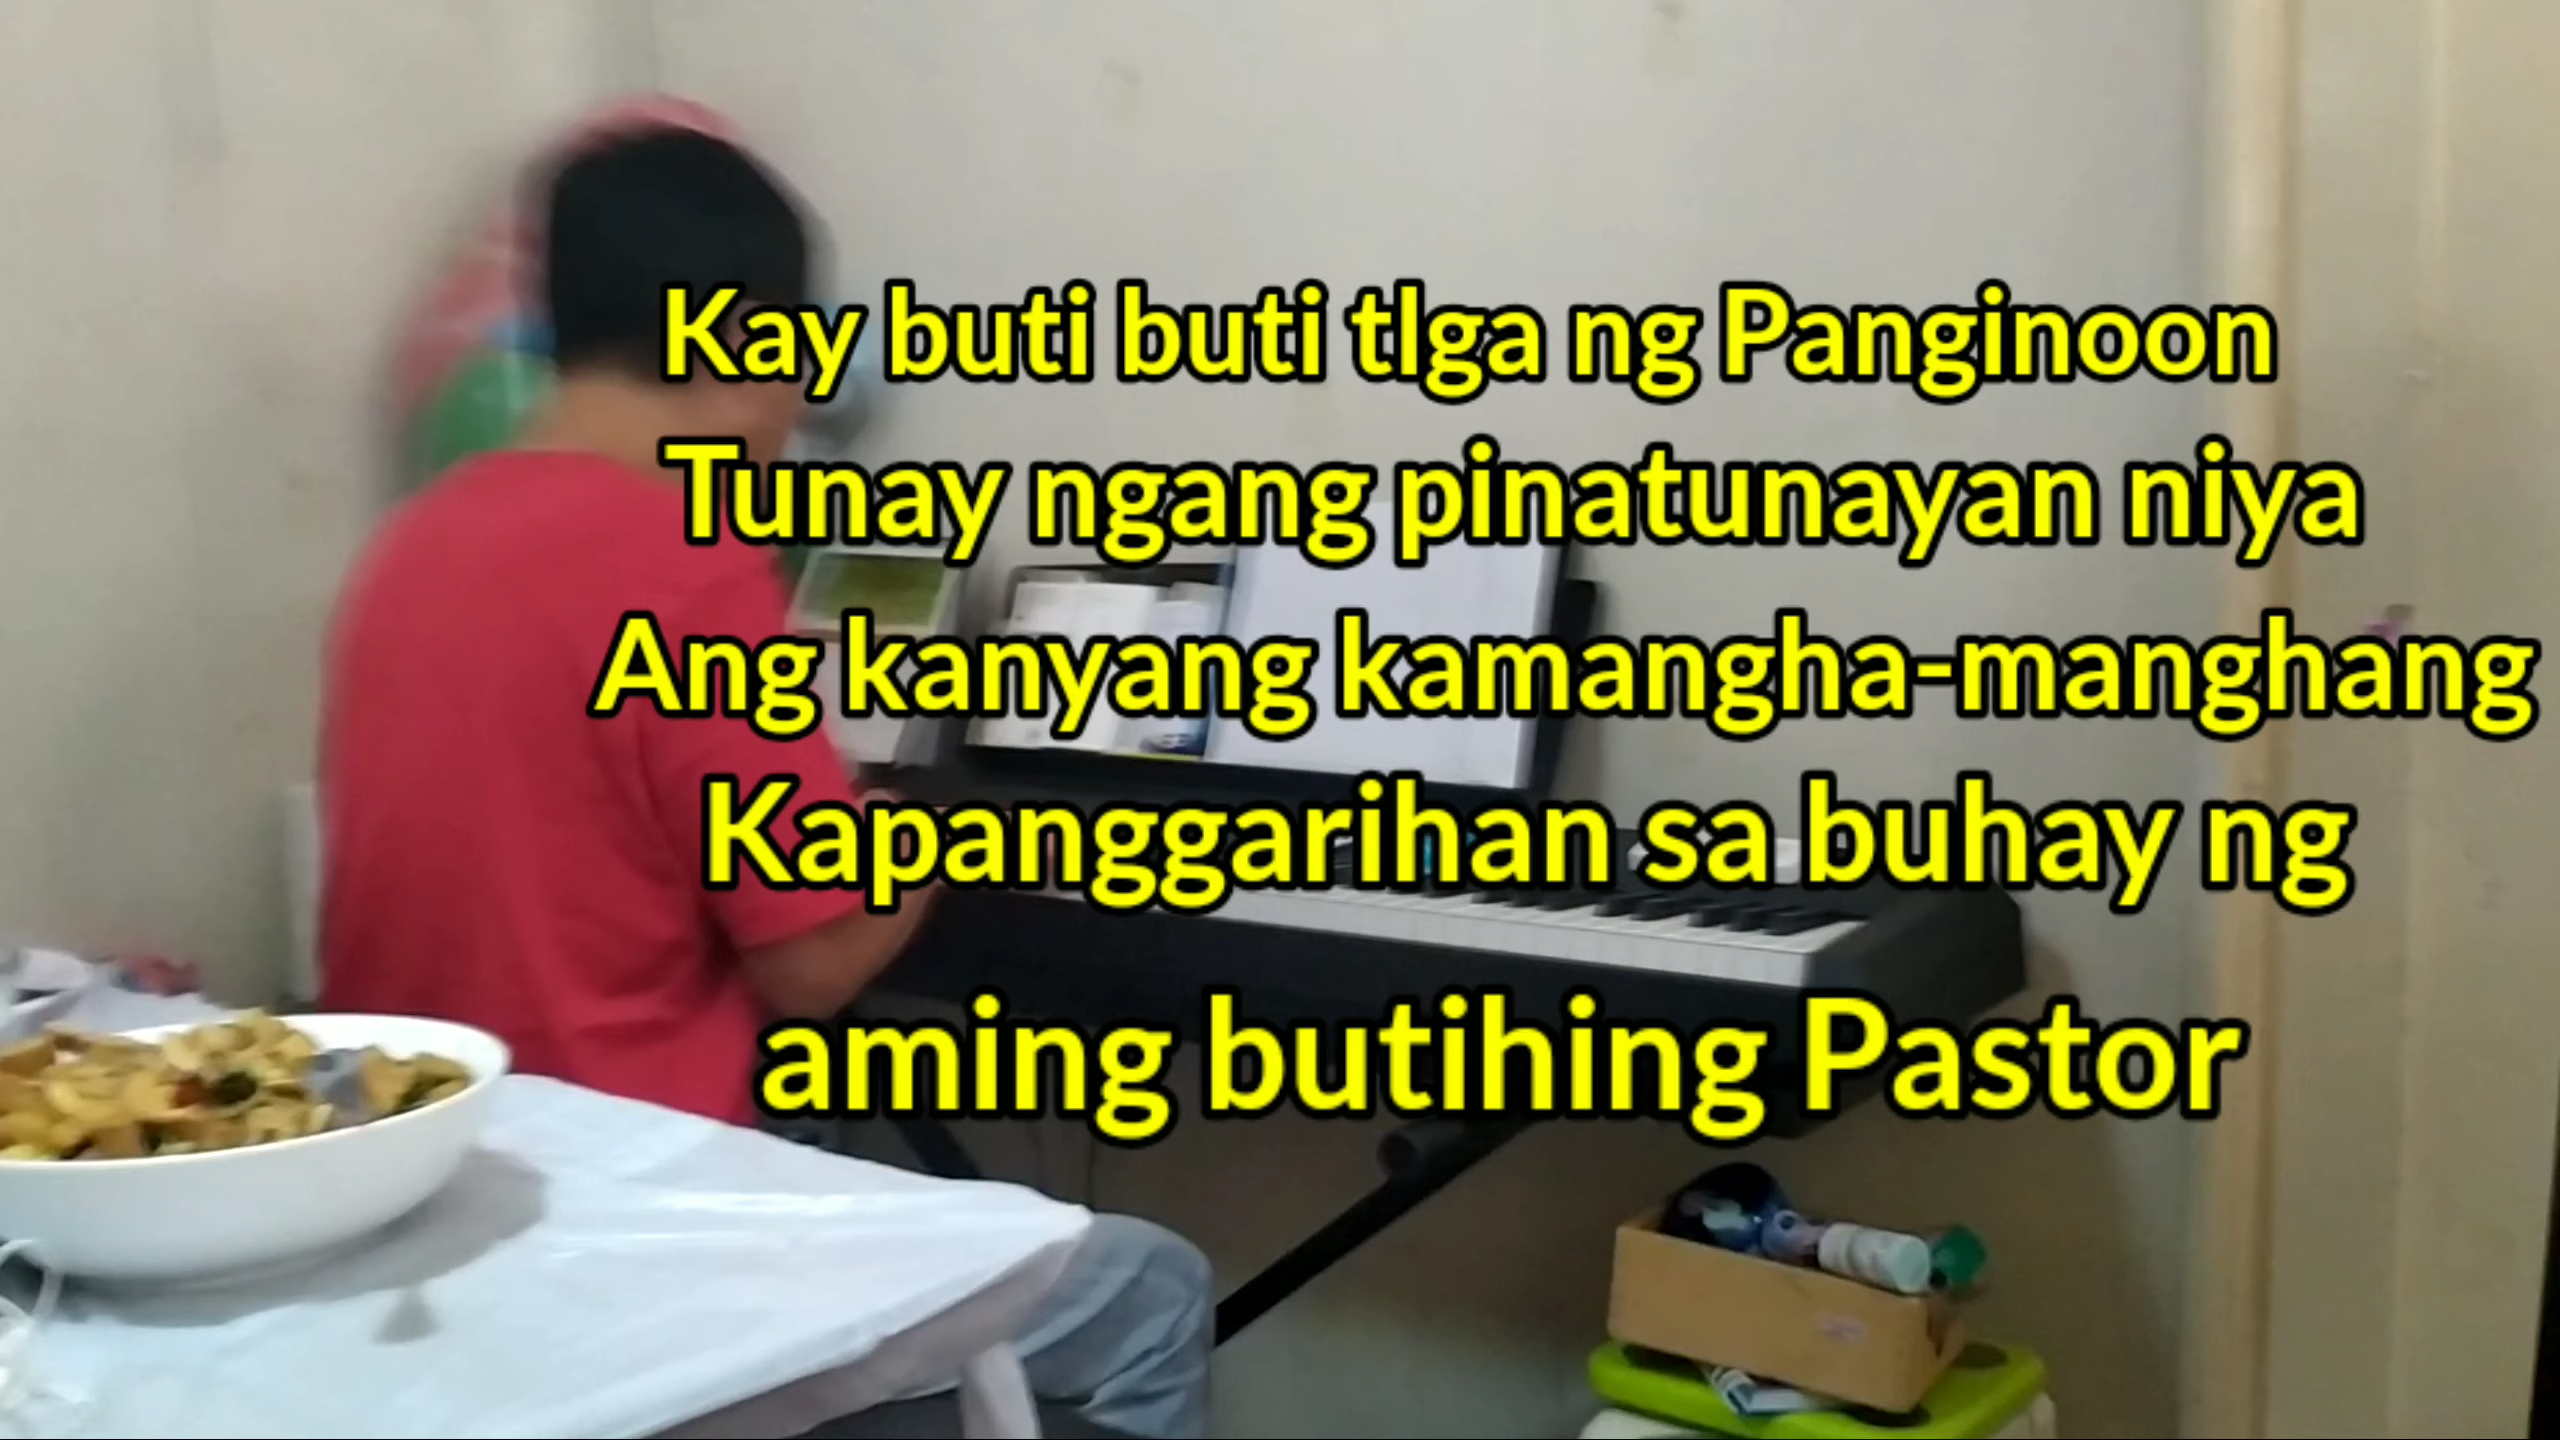 Kay buti buti tlga ng Panginoon
Tunay ngang pinatunayan niya
Ang kanyang kamangha-manghang
Kapanggarihan sa buhay ng
aming butihing Pastor